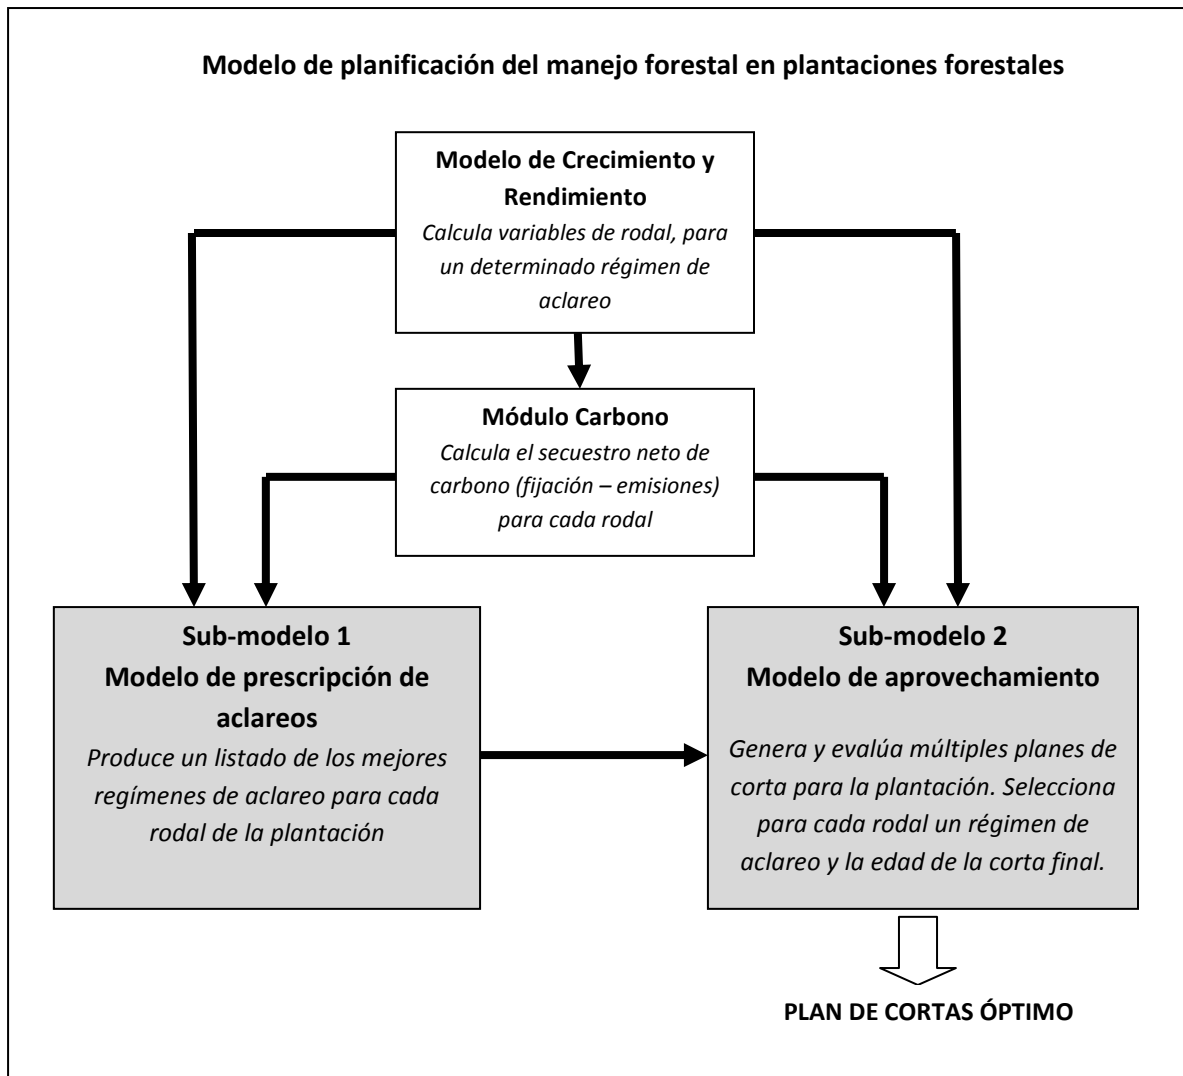 Modelo de planificación del manejo forestal en plantaciones forestales
Modelo de Crecimiento y
Rendimiento
Calcula variables de rodal, para
un determinado régimen de
aclareo
Módulo Carbono
Calcula el secuestro neto de
carbono (fijación – emisiones)
para cada rodal
Sub-modelo 1
Modelo de prescripción de
aclareos
Produce un listado de los mejores
regímenes de aclareo para cada
rodal de la plantación
Sub-modelo 2
Modelo de aprovechamiento
Genera y evalúa múltiples planes de
corta para la plantación. Selecciona
para cada rodal un régimen de
aclareo y la edad de la corta final.
PLAN DE CORTAS ÓPTIMO